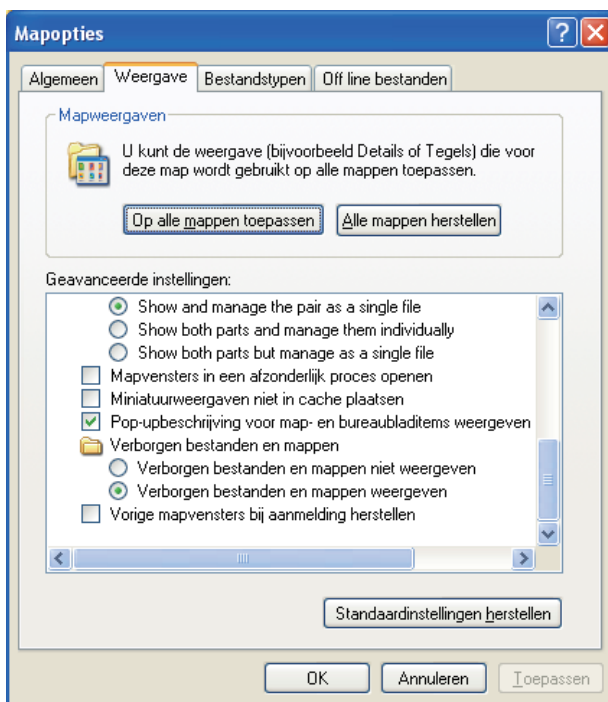 Mapopties
Algemeen Weergave Bestandstypen Off line bestanden
Mapweergaven
U kunt de weergave (bijvoorbeeld Details of Tegels) die voor
deze map wordt gebruikt op alle mappen toepassen.
Op alle mappen toepassen Alle mappen herstellen
Geavanceerde instellingen:
Show and manage the pair as a single file
Show both parts and manage them individually
Show both parts but manage as a single file
Mapvensters in een afzonderlijk proces openen
Miniatuurweergaven niet in cache plaatsen
Pop-upbeschrijving voor map- en bureaubladitems weergeven
Verborgen bestanden en mappen
Verborgen bestanden en mappen niet weergeven
Verborgen bestanden en mappen weergeven
Vorige mapvensters bij aanmelding herstellen
Standaardinstellingen herstellen
OK Annuleren Toepassen